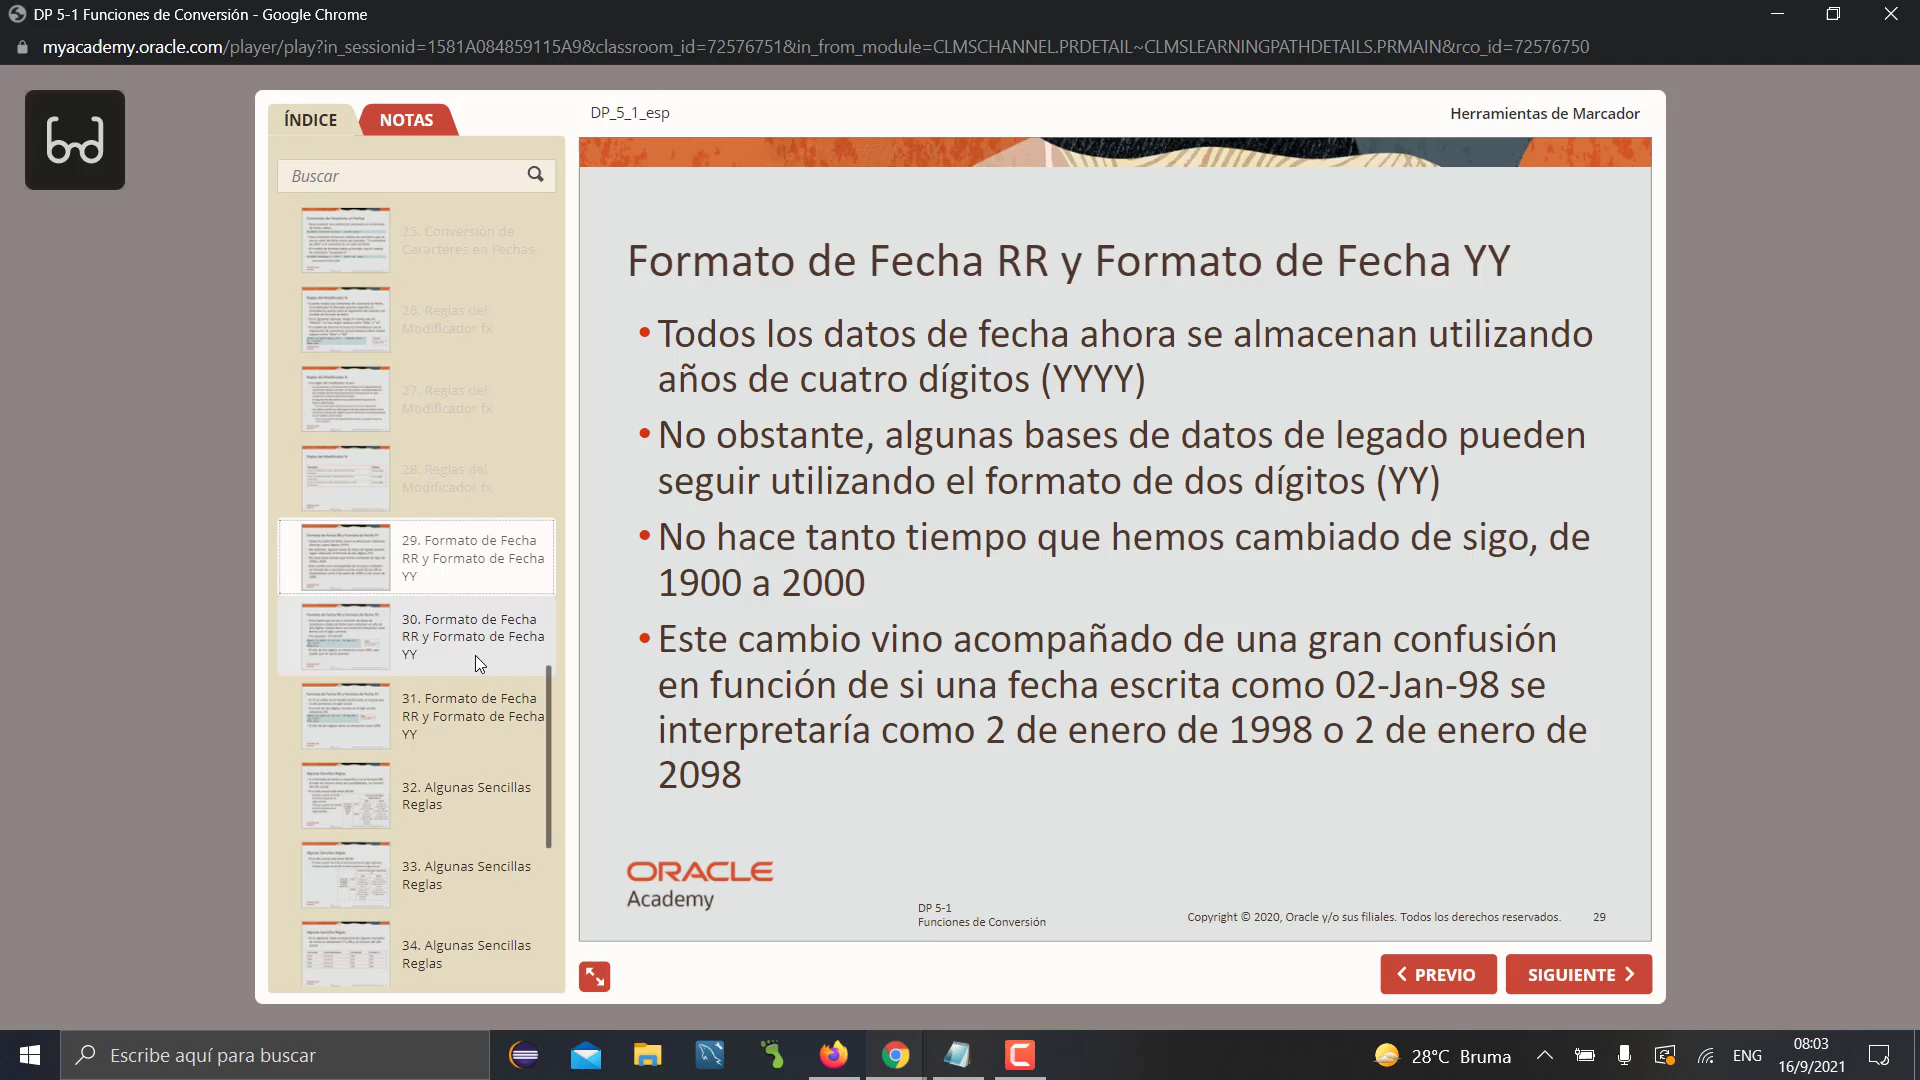 DP 5-1 Funciones de Conversión - Google Chrome
myacademy.oracle.com/player/play?in_sessionid=1581A084859115A9&classroom_id=72576751&in_from_module=CLMSCHANNEL.PRDETAIL~CLMSLEARNINGPATHDETAILS.PRMAIN&rco_id=72576750
ÍNDICE
NOTAS
Buscar
25. Conversión de
Caracteres en Fechas
26. Reglas del
Modificador fx
27. Reglas del
Modificador fx
28. Reglas del
Modificador fx
29. Formato de Fecha
RR y Formato de Fecha
YY
30. Formato de Fecha
RR y Formato de Fecha
YY
31. Formato de Fecha
RR y Formato de Fecha
YY
32. Algunas Sencillas
Reglas
33. Algunas Sencillas
Reglas
34. Algunas Sencillas
Reglas
DP_5_1_esp
Herramientas de Marcador
Formato de Fecha RR y Formato de Fecha YY
•Todos los datos de fecha ahora se almacenan utilizando
años de cuatro dígitos (YYYY)
•No obstante, algunas bases de datos de legado pueden
seguir utilizando el formato de dos dígitos (YY)
•No hace tanto tiempo que hemos cambiado de sigo, de
1900 a 2000
•Este cambio vino acompañado de una gran confusión
en función de si una fecha escrita como 02-Jan-98 se
interpretaría como 2 de enero de 1998 o 2 de enero de
2098
ORACLE
Academy
DP 5-1
Funciones de Conversión
Copyright © 2020, Oracle y/o sus filiales. Todos los derechos reservados.
29
PREVIO
SIGUIENTE
Escribe aquí para buscar
28°C Bruma
ENG
08:03
16/9/2021